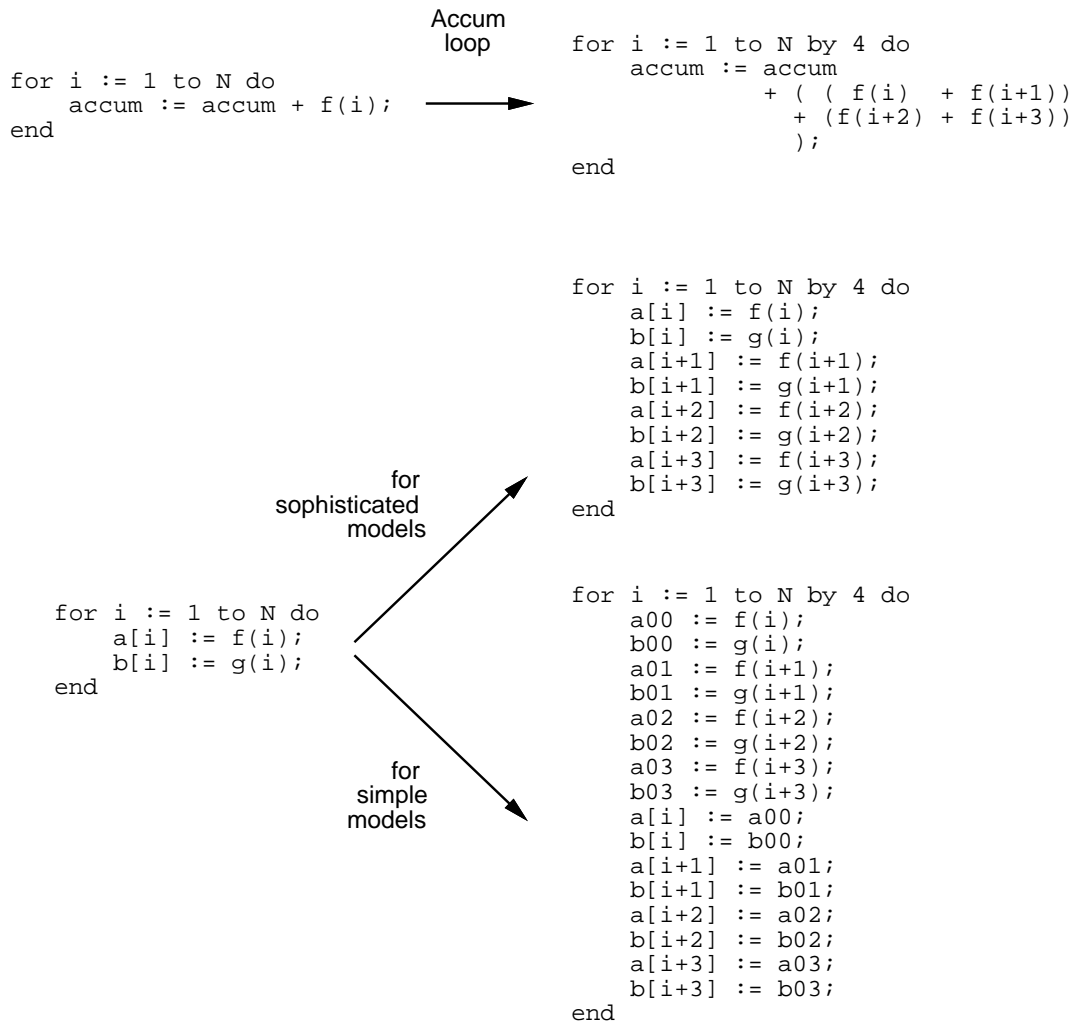 Accum
loop
for i := 1 to N do
    accum := accum + f(i);
end
for i := 1 to N by 4 do
    accum := accum
             + ( ( f(i)  + f(i+1))
               + (f(i+2) + f(i+3))
               );
end
for
sophisticated
models
for i := 1 to N by 4 do
    a[i] := f(i);
    b[i] := g(i);
    a[i+1] := f(i+1);
    b[i+1] := g(i+1);
    a[i+2] := f(i+2);
    b[i+2] := g(i+2);
    a[i+3] := f(i+3);
    b[i+3] := g(i+3);
end
for i := 1 to N do
    a[i] := f(i);
    b[i] := g(i);
end
for
simple
models
for i := 1 to N by 4 do
    a00 := f(i);
    b00 := g(i);
    a01 := f(i+1);
    b01 := g(i+1);
    a02 := f(i+2);
    b02 := g(i+2);
    a03 := f(i+3);
    b03 := g(i+3);
    a[i] := a00;
    b[i] := b00;
    a[i+1] := a01;
    b[i+1] := b01;
    a[i+2] := a02;
    b[i+2] := b02;
    a[i+3] := a03;
    b[i+3] := b03;
end